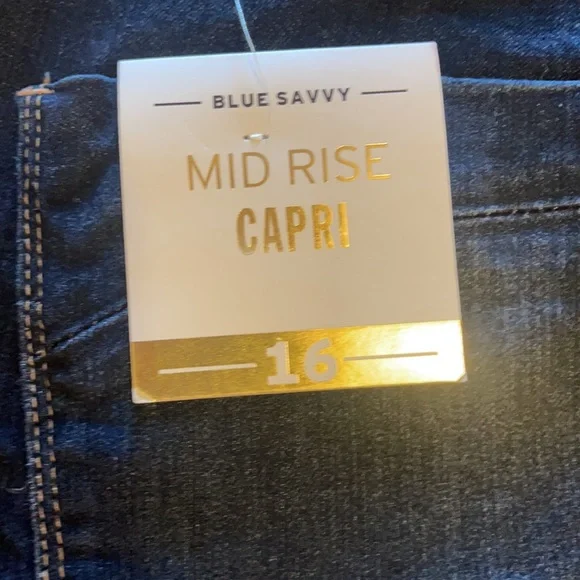 BLUE SAVVY
MID RISE
CAPRI
16